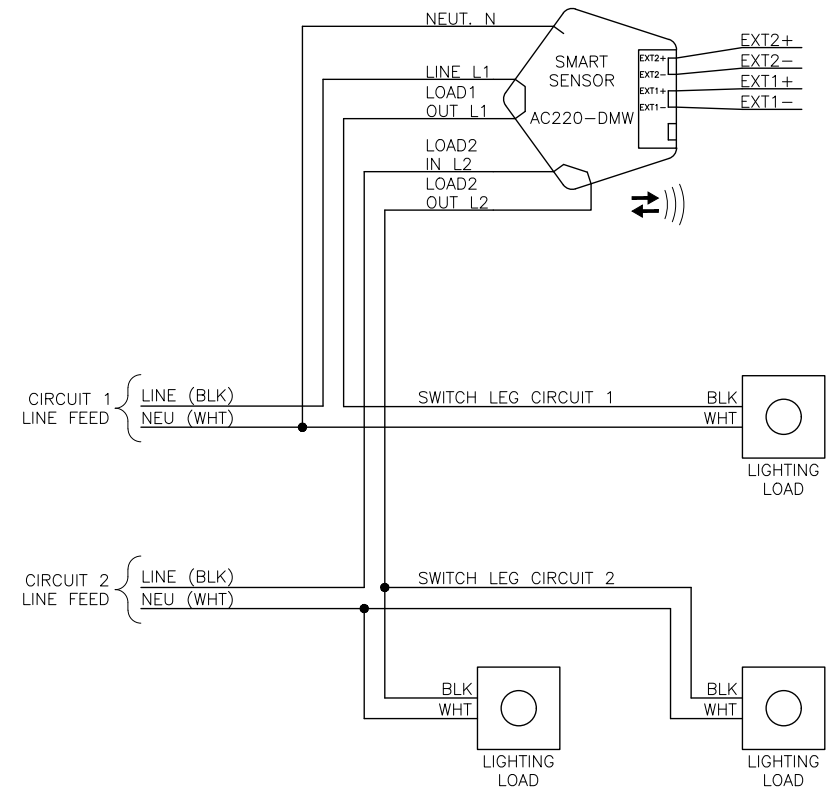 NEUT. N
LINE L1
LOAD1
OUT L1
LOAD2
IN L2
LOAD2
OUT L2
SMART
SENSOR
AC220-DMW
EXT2+
EXT2-
EXT1+
EXT1-
EXT2+
EXT2-
EXT1+
EXT1-
CIRCUIT 1
LINE FEED
LINE (BLK)
NEU (WHT)
SWITCH LEG CIRCUIT 1
BLK
WHT
LIGHTING
LOAD
CIRCUIT 2
LINE FEED
LINE (BLK)
NEU (WHT)
SWITCH LEG CIRCUIT 2
BLK
WHT
LIGHTING
LOAD
BLK
WHT
LIGHTING
LOAD